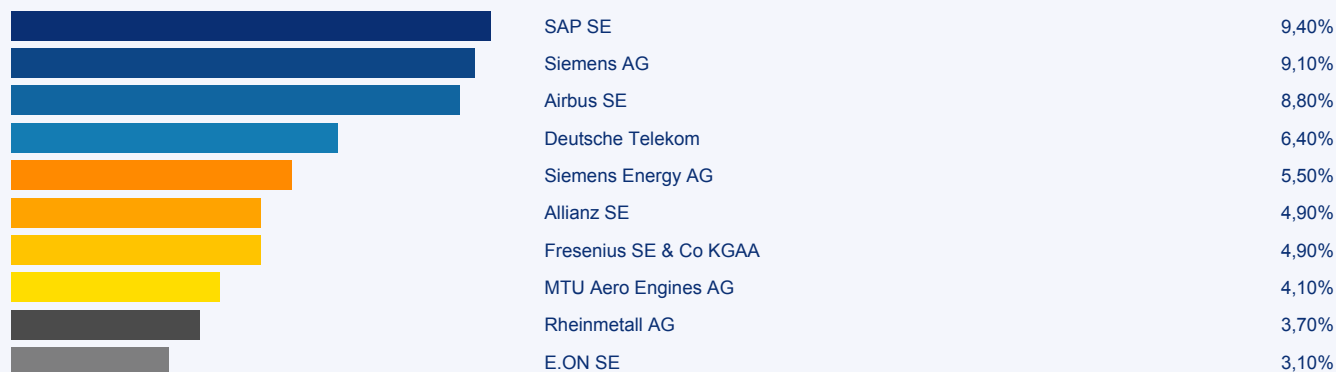 SAP SE 9,40%
Siemens AG 9,10%
Airbus SE 8,80%
Deutsche Telekom 6,40%
Siemens Energy AG 5,50%
Allianz SE 4,90%
Fresenius SE & Co KGAA 4,90%
MTU Aero Engines AG 4,10%
Rheinmetall AG 3,70%
E.ON SE 3,10%